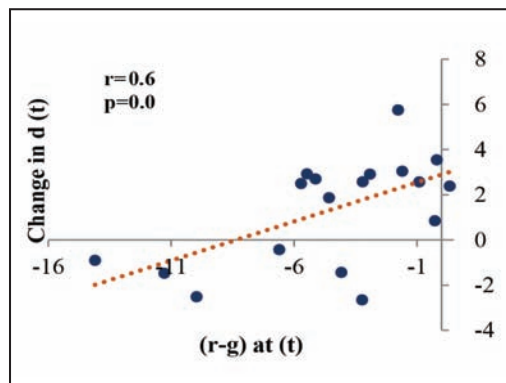 r=0.6
p=0.0
Change in d (t)
8
6
4
2
0
-2
-4
-16
-11
-6
-1
(r-g) at (t)